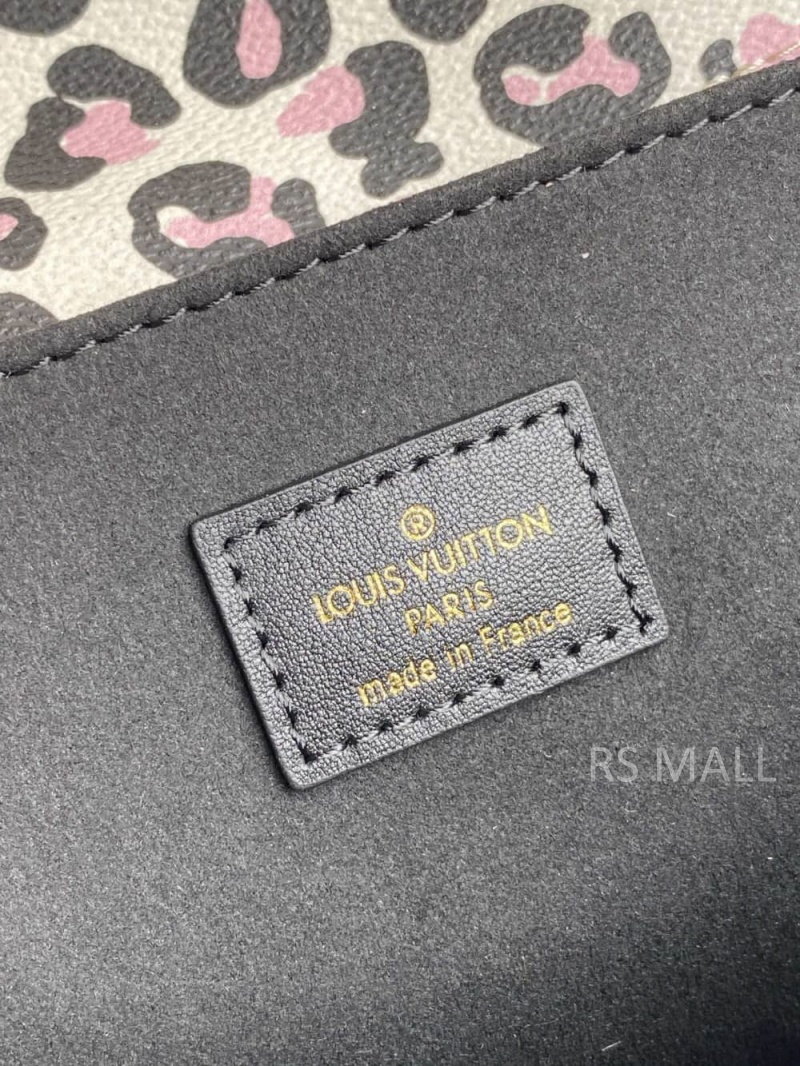 ®
LOUIS VUITTON
PARIS
made in France
RS MALL